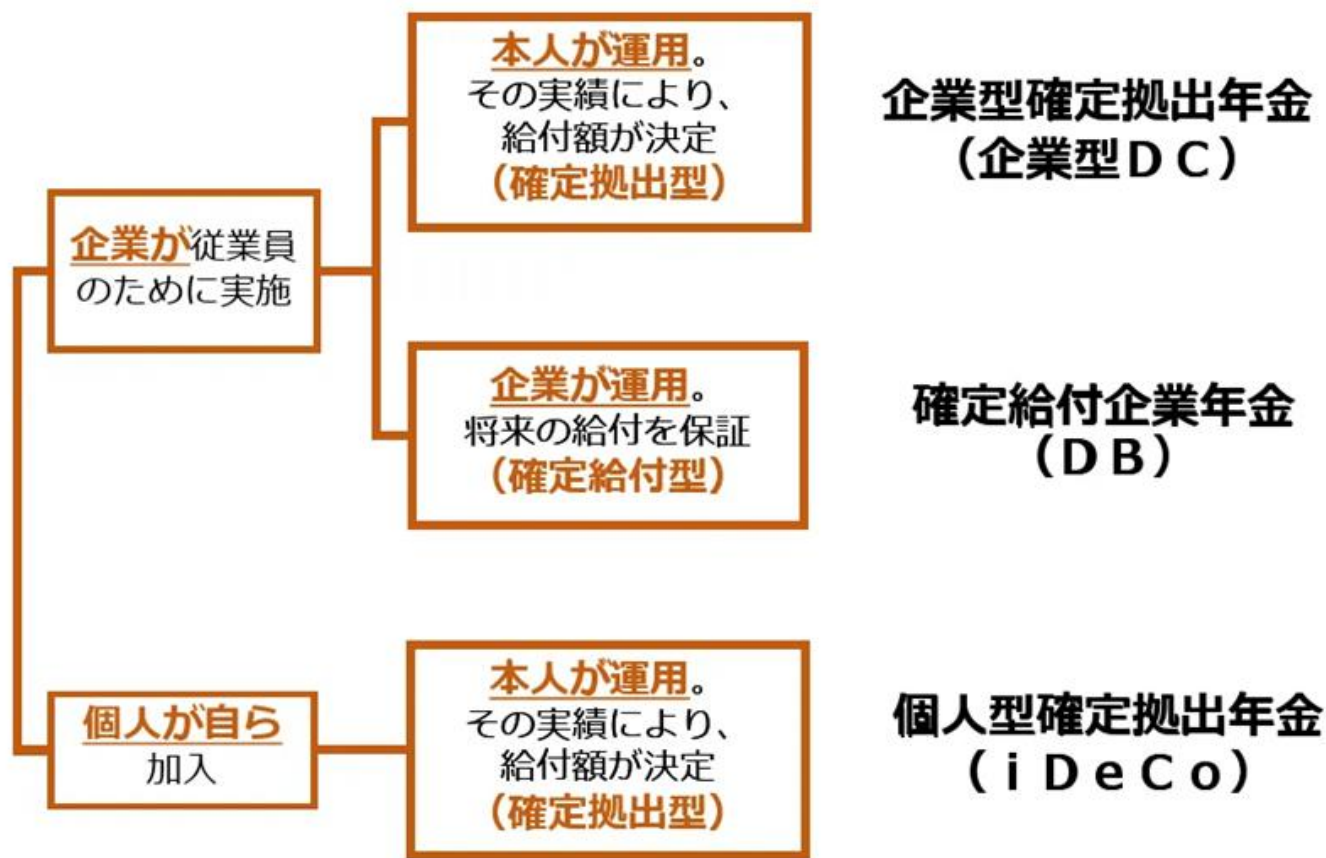 本人が運用。
その実績により、
給付額が決定
（確定拠出型）
企業型確定拠出年金
（企業型ＤＣ）
企業が従業員
のために実施
企業が運用。
将来の給付を保証
（確定給付型）
確定給付企業年金
（ＤＢ）
本人が運用。
その実績により、
給付額が決定
（確定拠出型）
個人型確定拠出年金
（ｉＤｅＣｏ）
個人が自ら
加入